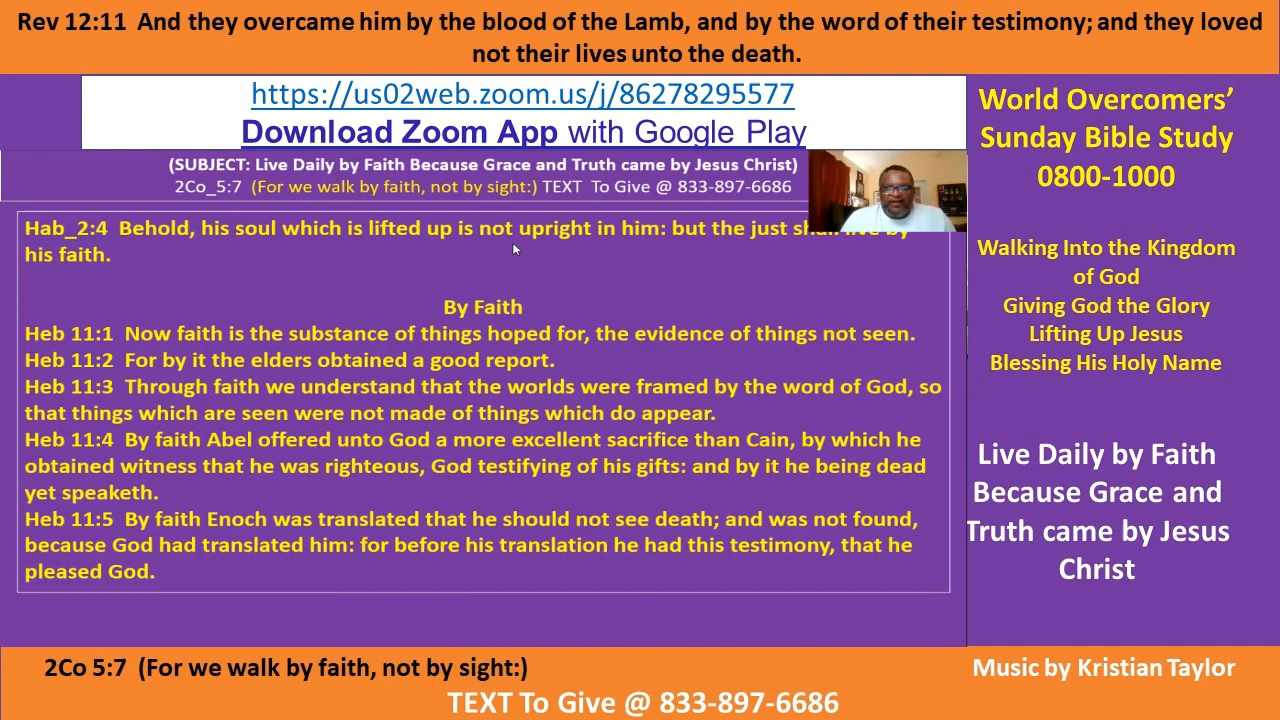 Rev 12:11  And they overcame him by the blood of the Lamb, and by the word of their testimony; and they loved
not their lives unto the death.
https://us02web.zoom.us/j/86278295577
Download Zoom App with Google Play
(SUBJECT: Live Daily by Faith Because Grace and Truth came by Jesus Christ)
2Co_5:7  (For we walk by faith, not by sight:) TEXT  To Give @ 833-897-6686
Hab_2:4  Behold, his soul which is lifted up is not upright in him: but the just
his faith.
By Faith
Heb 11:1  Now faith is the substance of things hoped for, the evidence of things not seen.
Heb 11:2  For by it the elders obtained a good report.
Heb 11:3  Through faith we understand that the worlds were framed by the word of God, so
that things which are seen were not made of things which do appear.
Heb 11:4  By faith Abel offered unto God a more excellent sacrifice than Cain, by which he
obtained witness that he was righteous, God testifying of his gifts: and by it he being dead
yet speaketh.
Heb 11:5  By faith Enoch was translated that he should not see death; and was not found,
because God had translated him: for before his translation he had this testimony, that he
pleased God.
World Overcomers’
Sunday Bible Study
0800-1000
Walking Into the Kingdom
of God
Giving God the Glory
Lifting Up Jesus
Blessing His Holy Name
Live Daily by Faith
Because Grace and
Truth came by Jesus
Christ
2Co 5:7  (For we walk by faith, not by sight:)
Music by Kristian Taylor
TEXT To Give @ 833-897-6686